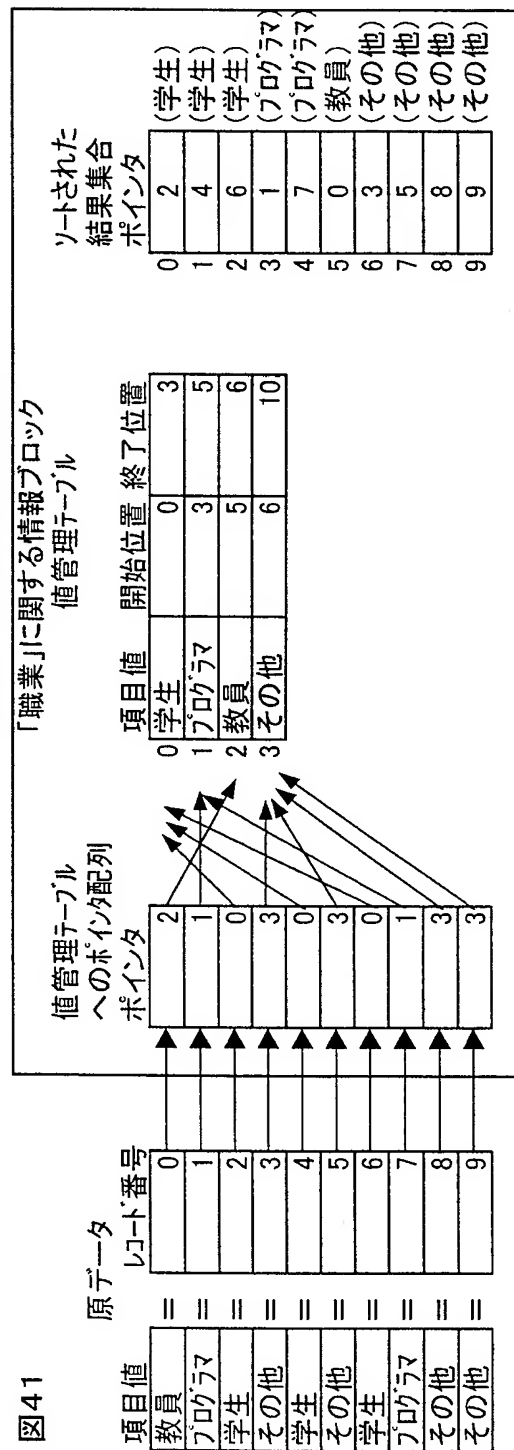 図41
原データ
項目値 レコード番号
教員 = 0
プログラマ = 1
学生 = 2
その他 = 3
学生 = 4
その他 = 5
学生 = 6
プログラマ = 7
その他 = 8
その他 = 9
「職業」に関する情報ブロック
値管理テーブル
へのポインタ配列
ポインタ
2
1
0
3
0
3
0
1
3
3
値管理テーブル
項目値 開始位置 終了位置
0 学生 0 3
1 プログラマ 3 5
2 教員 5 6
3 その他 6 10
ソートされた
結果集合
ポインタ
0 2 (学生)
1 4 (学生)
2 6 (学生)
3 1 (プログラマ)
4 7 (プログラマ)
5 0 (教員)
6 3 (その他)
7 5 (その他)
8 8 (その他)
9 9 (その他)